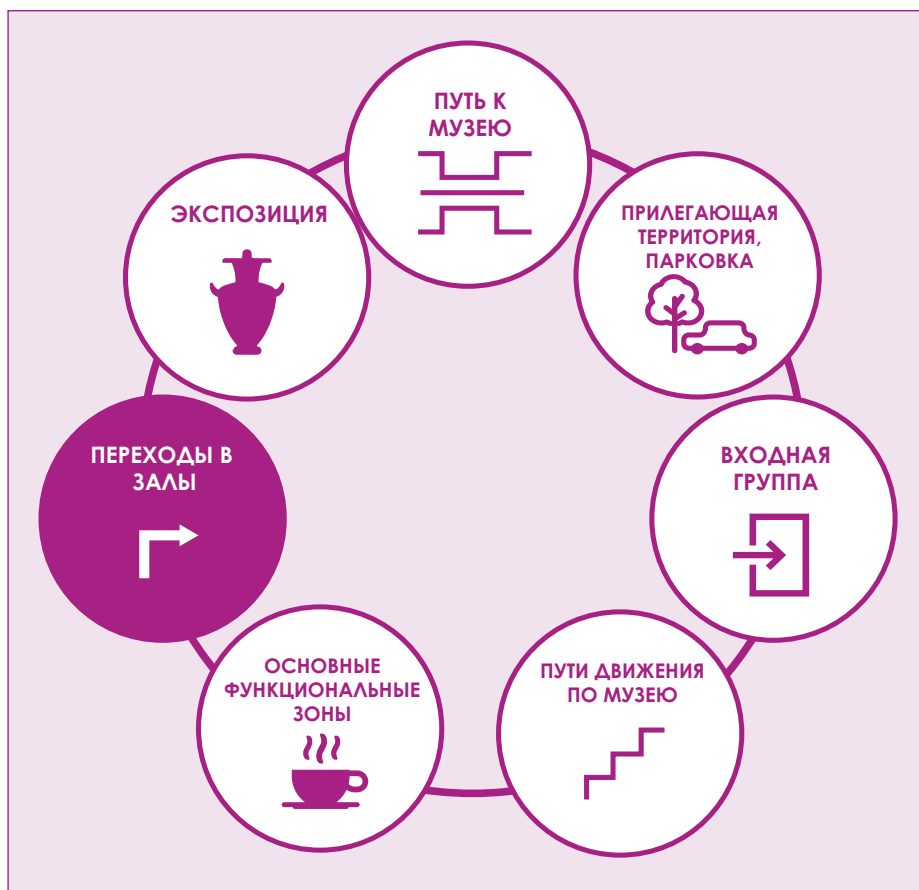 ПУТЬ К
МУЗЕЮ
ПРИЛЕГАЮЩАЯ
ТЕРРИТОРИЯ,
ПАРКОВКА
ВХОДНАЯ
ГРУППА
ПУТИ ДВИЖЕНИЯ
ПО МУЗЕЮ
ОСНОВНЫЕ
ФУНКЦИОНАЛЬНЫЕ
ЗОНЫ
ПЕРЕХОДЫ В
ЗАЛЫ
ЭКСПОЗИЦИЯ